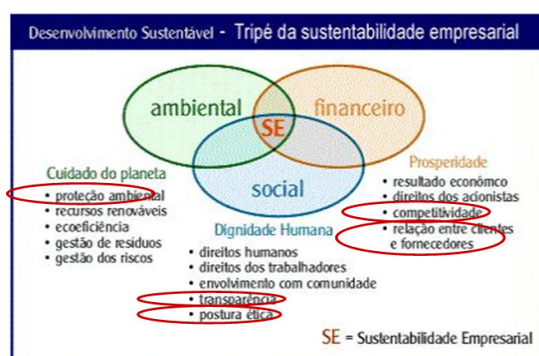 Desenvolvimento Sustentável - Tripé da sustentabilidade empresarial
ambiental
financeiro
SE
social
Cuidado do planeta
• proteção ambiental
• recursos renováveis
• ecoeficiência
• gestão de resíduos
• gestão dos riscos
Dignidade Humana
• direitos humanos
• direitos dos trabalhadores
• envolvimento com comunidade
• transparência
• postura ética
Prosperidade
• resultado econômco
• direitos dos acionistas
• competitividade
• relação entre clientes
e fornecedores
SE = Sustentabilidade Empresarial